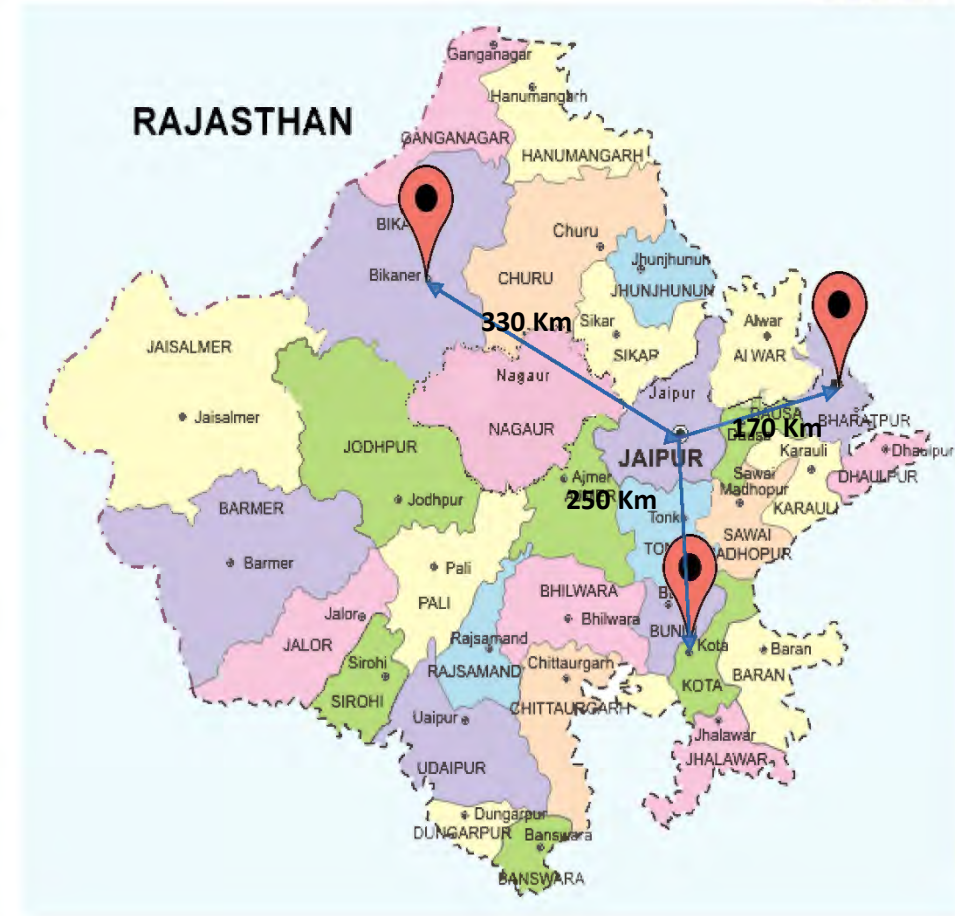 Ganganagar
Hanumangarh
RAJASTHAN
GANGANAGAR
HANUMANGARH
Churu
Jhunjhunun
Bikaner
CHURU
JHUNJHUNUN
330 Km
Sikar
Alwar
JAISALMER
SIKAR
Nagaur
Jaipur
Jaisalmer
NAGAUR
170 Km
BHARATPUR
JODHPUR
JAIPUR
Karauli
Dhaulpur
Ajmer
Sawai
Madhopur
DHAULPUR
250 Km
Jodhpur
KARAULI
BARMER
Tonk
SAWAI
Barmer
Pali
BHILWARA
PALI
Bhilwara
Jalor
JALOR
Rajsamand
Kota
Baran
Sirohi
RAJSAMAND
Chittaurgarh
BARAN
SIROHI
KOTA
CHITTAURGARH
Uaipur
Jhalawar
JHALAWAR
UDAIPUR
Dungarpur
DUNGARPUR
Banswara
BANSWARA